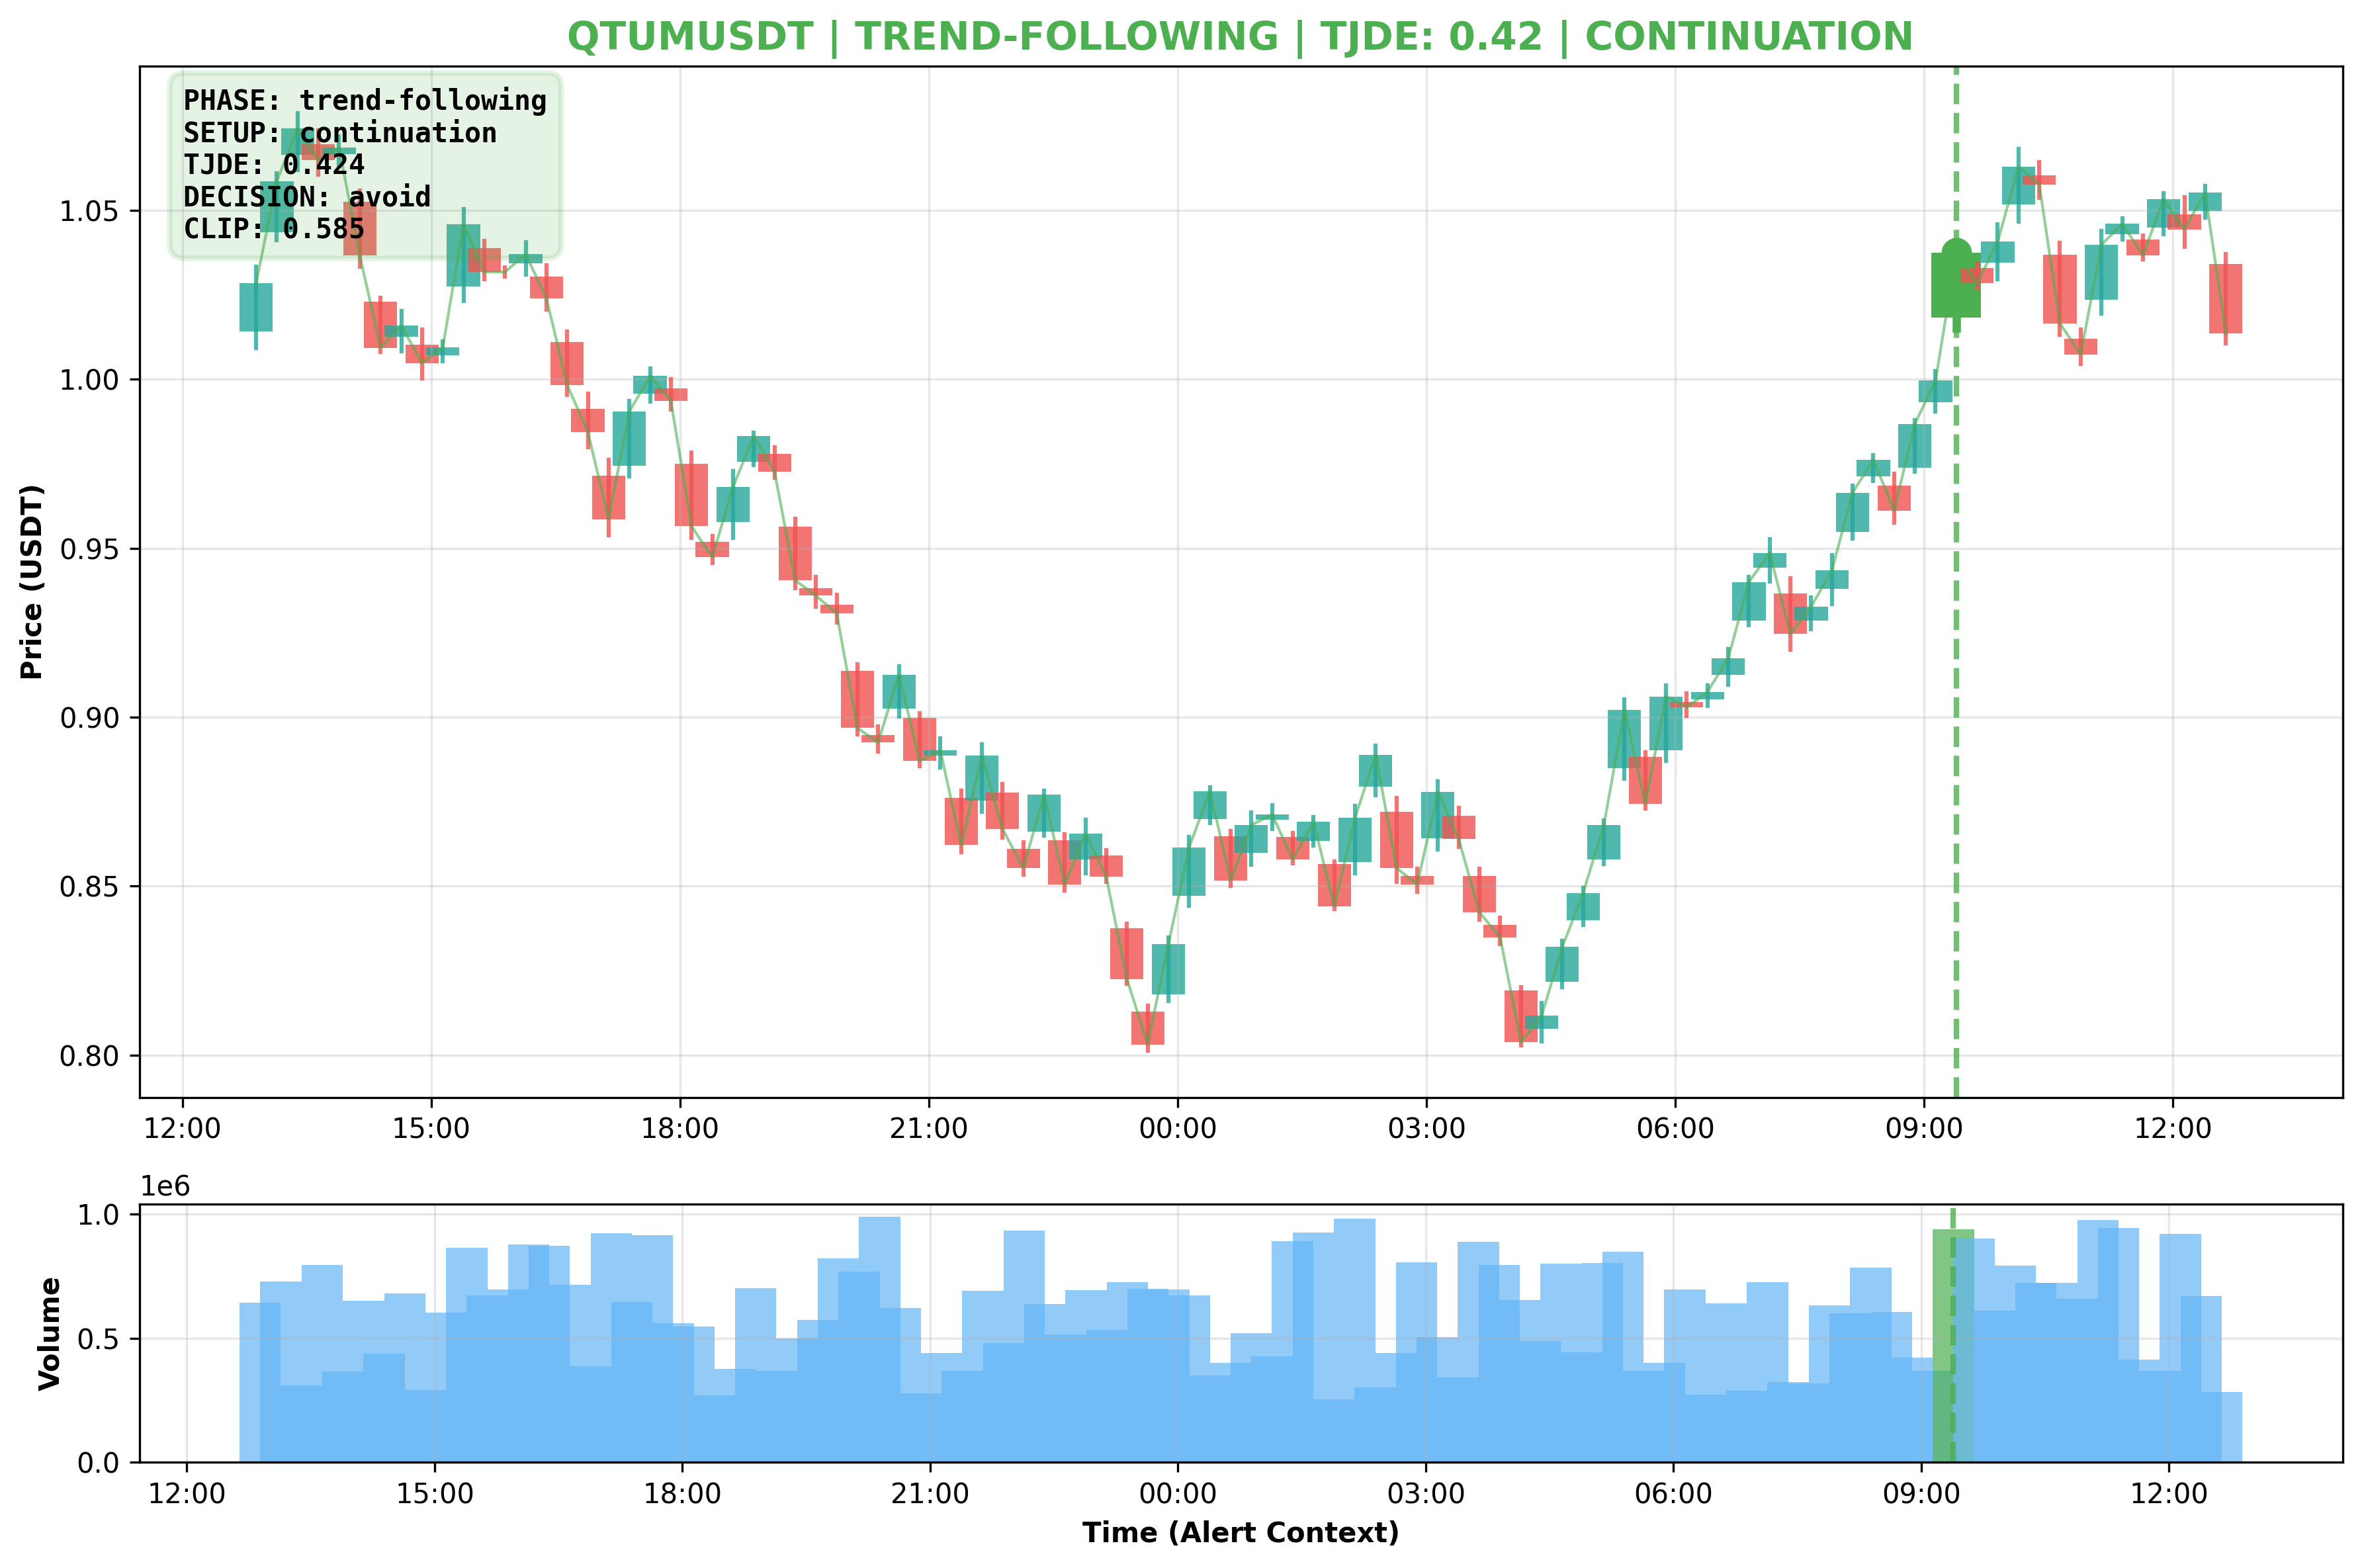 QTUMUSDT | TREND-FOLLOWING | TJDE: 0.42 | CONTINUATION
PHASE: trend-following
SETUP: continuation
TJDE: 0.424
DECISION: avoid
CLIP: 0.585
Price (USDT)
1.05
1.00
0.95
0.90
0.85
0.80
12:00 15:00 18:00 21:00 00:00 03:00 06:00 09:00 12:00
1e6
Volume
1.0
0.5
0.0
12:00 15:00 18:00 21:00 00:00 03:00 06:00 09:00 12:00
Time (Alert Context)